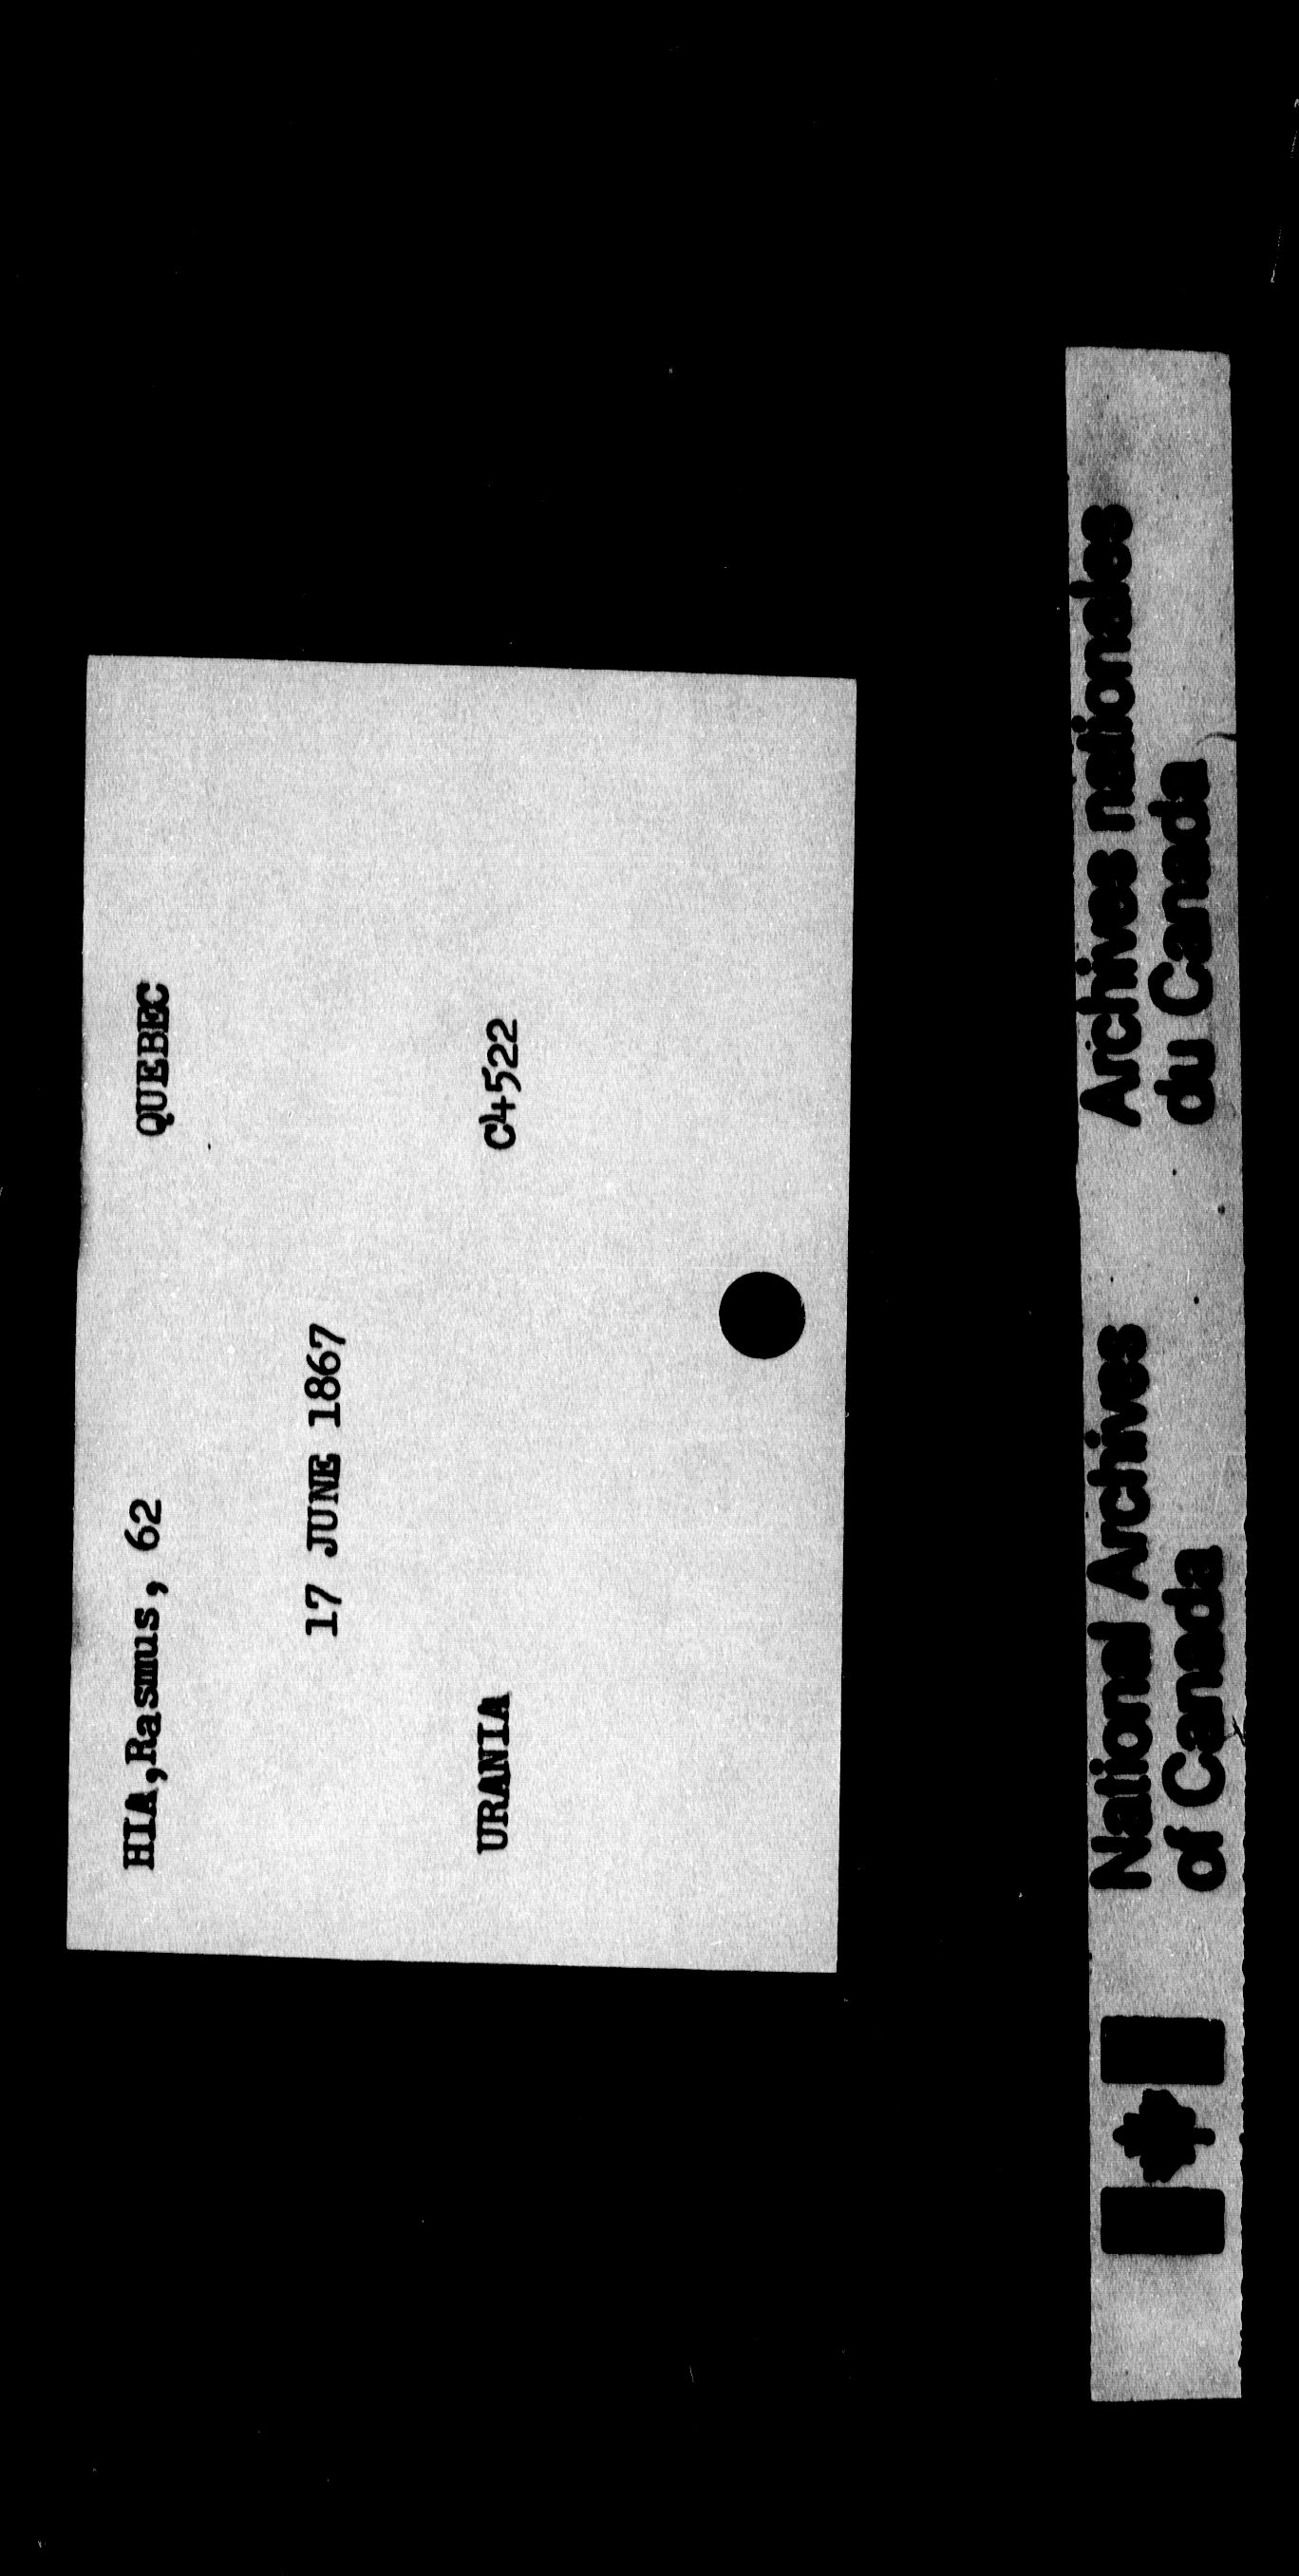 HIA,Rasmus, 62 QUEBEC
17 JUNE 1867
URANIA C4522
National Archives Archives nationales
of Canada du Canada